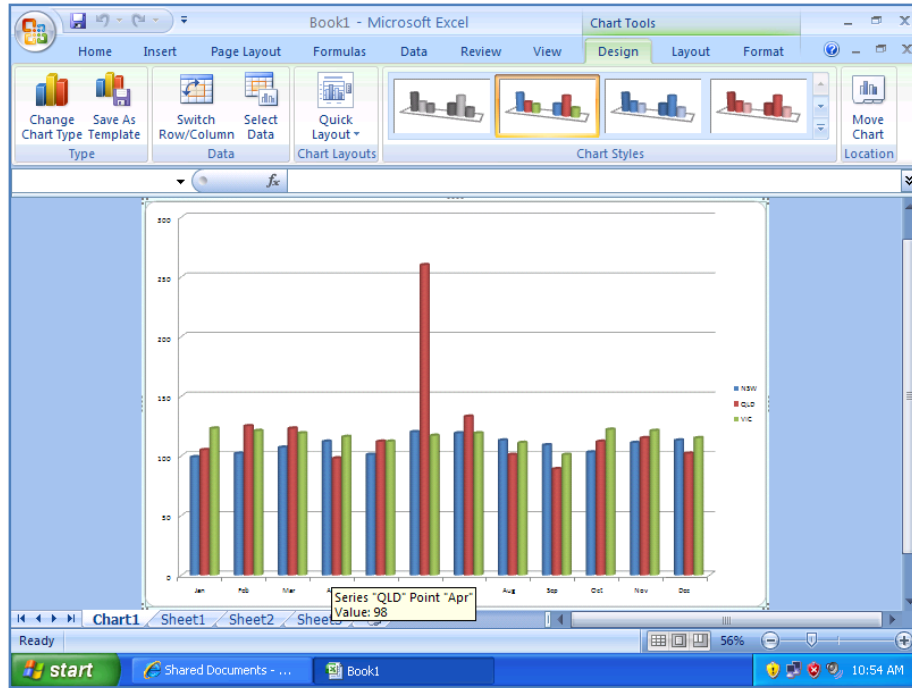 Book1 - Microsoft Excel
Chart Tools
Home Insert Page Layout Formulas Data Review View Design Layout Format
Change Chart Type
Save As Template
Switch Row/Column
Select Data
Quick Layout
Move Chart
Type Data Chart Layouts Chart Styles Location
fx
300
250
200
150
100
50
0
NSW
QLD
VIC
Jan Feb Mar Aug Sep Oct Nov Dec
Series "QLD" Point "Apr"
Value: 98
Chart1 Sheet1 Sheet2
Ready
56%
start
Shared Documents - ...
Book1
10:54 AM